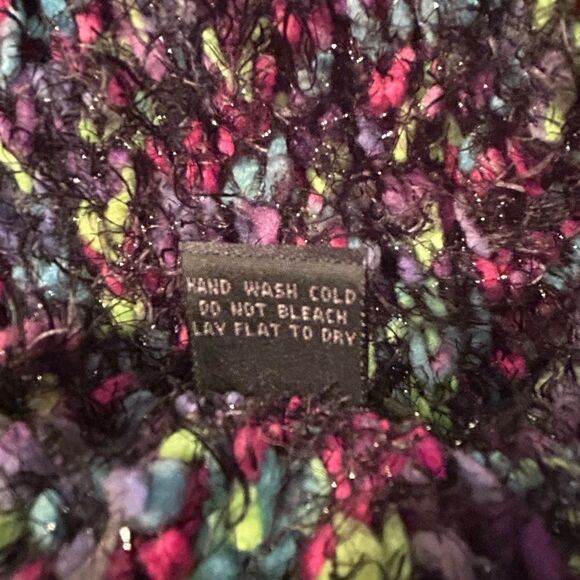 HAND WASH COLD
DO NOT BLEACH
LAY FLAT TO DRY